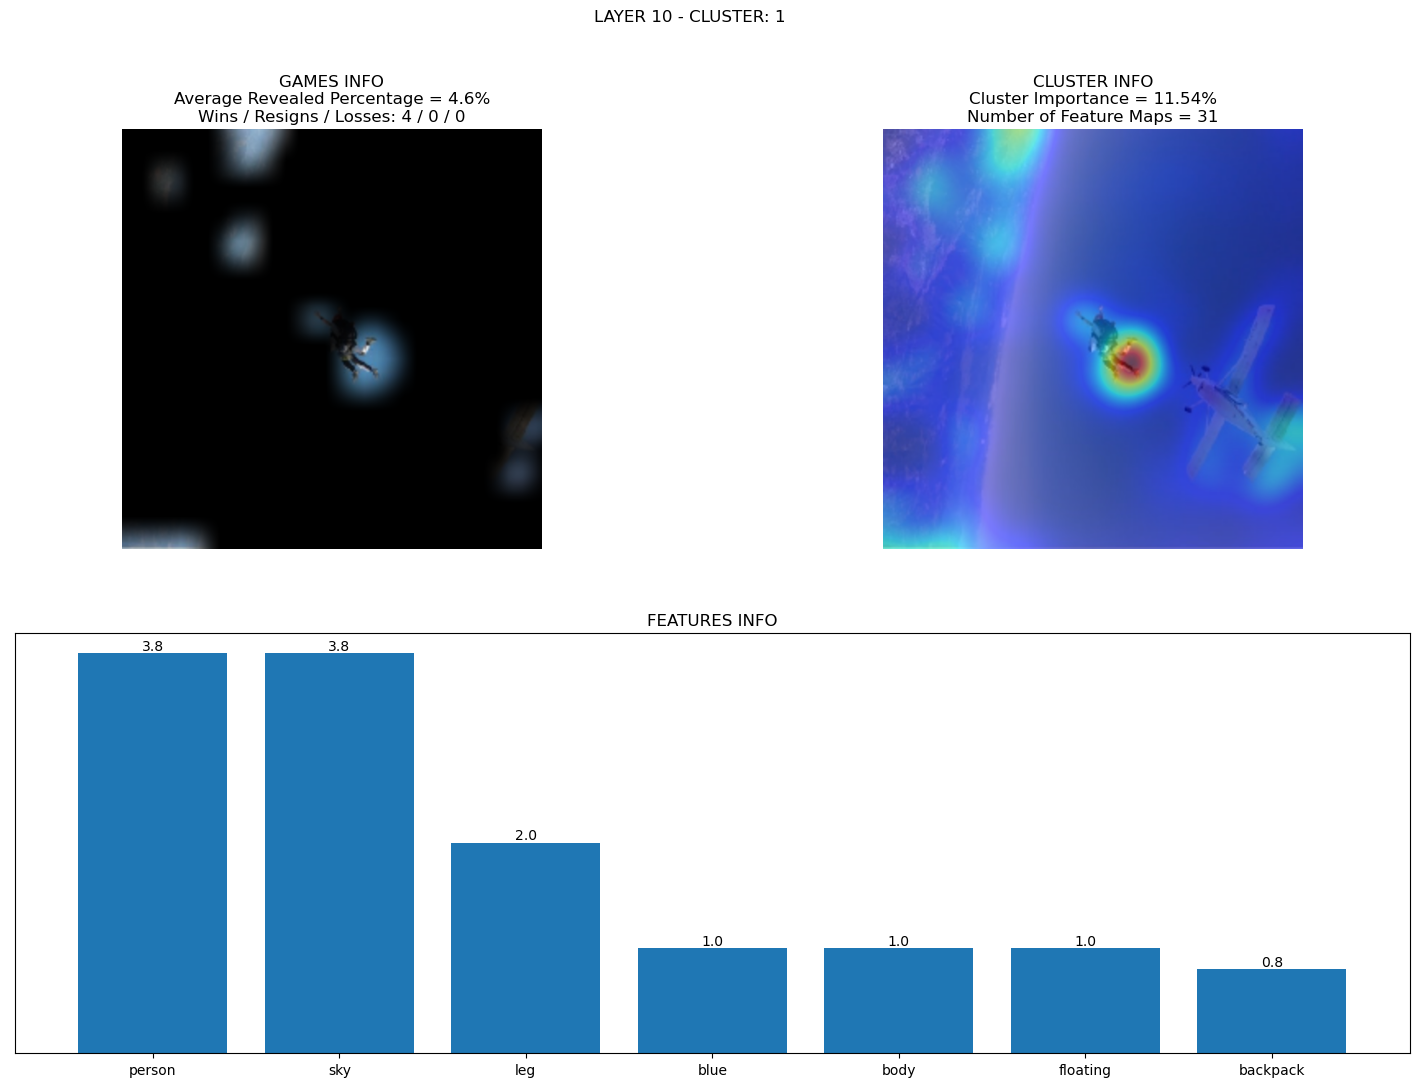 LAYER 10 - CLUSTER: 1
GAMES INFO
Average Revealed Percentage = 4.6%
Wins / Resigns / Losses: 4 / 0 / 0
CLUSTER INFO
Cluster Importance = 11.54%
Number of Feature Maps = 31
FEATURES INFO
3.8
3.8
2.0
1.0
1.0
1.0
0.8
person
sky
leg
blue
body
floating
backpack